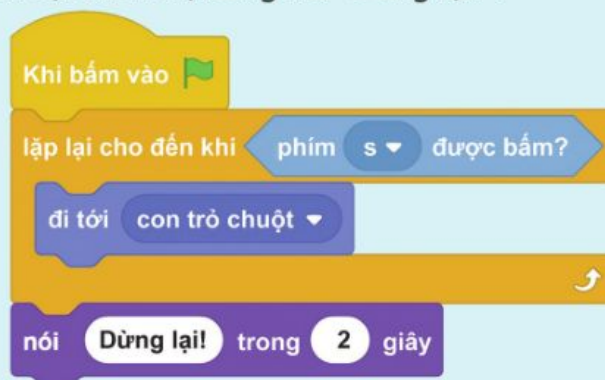 Khi bấm vào
lặp lại cho đến khi phím s được bấm?
đi tới con trỏ chuột
nói Dừng lại! trong 2 giây